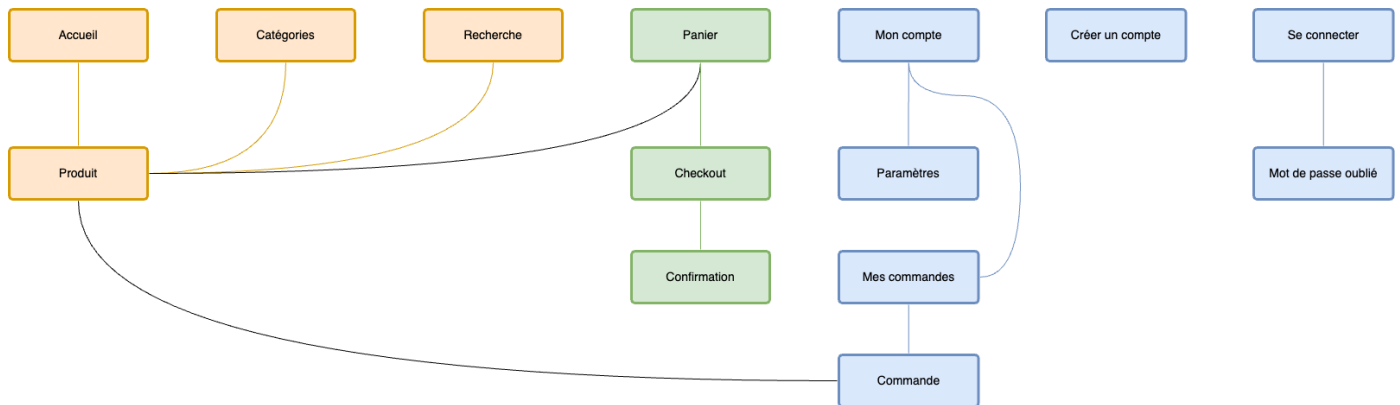 Accueil
Catégories
Recherche
Panier
Mon compte
Créer un compte
Se connecter
Produit
Checkout
Paramètres
Mot de passe oublié
Confirmation
Mes commandes
Commande